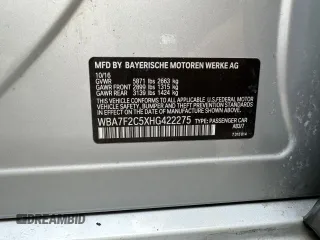 MFD BY BAYERISCHE MOTOREN WERKE AG
10/16
GVWR 5871 lbs 2663 kg
GAWR FRONT 2899 lbs 1315 kg
GAWR REAR 3139 lbs 1424 kg
THIS VEHICLE CONFORMS TO ALL APPLICABLE
FEDERAL MOTOR VEHICLE SAFETY, BUMPER,
AND THEFT PREVENTION STANDARDS IN EFFECT
ON THE DATE OF MANUFACTURE SHOWN ABOVE.
WBA7F2C5XHG422275 TYPE: PASSENGER CAR
© IAAI/BIDMOTO